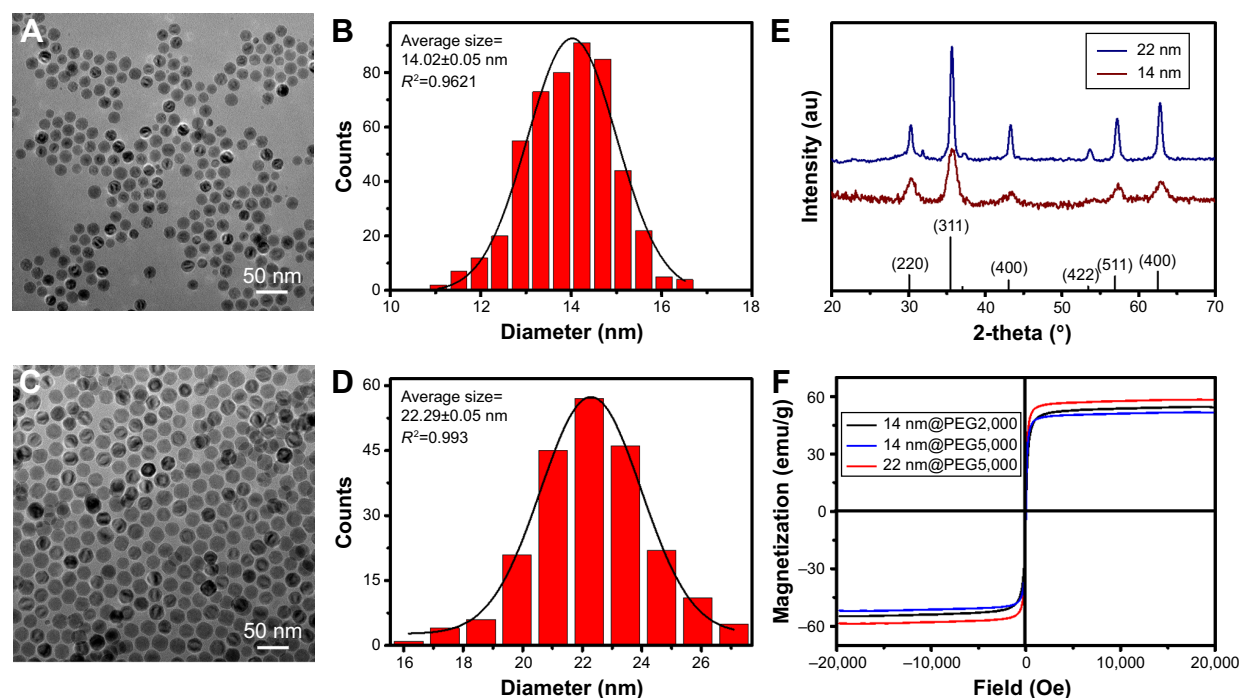 A
50 nm
B
Average size=
14.02±0.05 nm
R²=0.9621
80
60
40
20
0
Counts
10
12
14
16
18
Diameter (nm)
E
22 nm
14 nm
Intensity (au)
(311)
(220)
(400)
(422)
(511)
(400)
20
30
40
50
60
70
2-theta (°)
C
50 nm
D
Average size=
22.29±0.05 nm
R²=0.993
60
45
30
15
0
Counts
16
18
20
22
24
26
Diameter (nm)
F
14 nm@PEG2,000
14 nm@PEG5,000
22 nm@PEG5,000
60
30
0
–30
–60
Magnetization (emu/g)
–20,000
–10,000
0
10,000
20,000
Field (Oe)